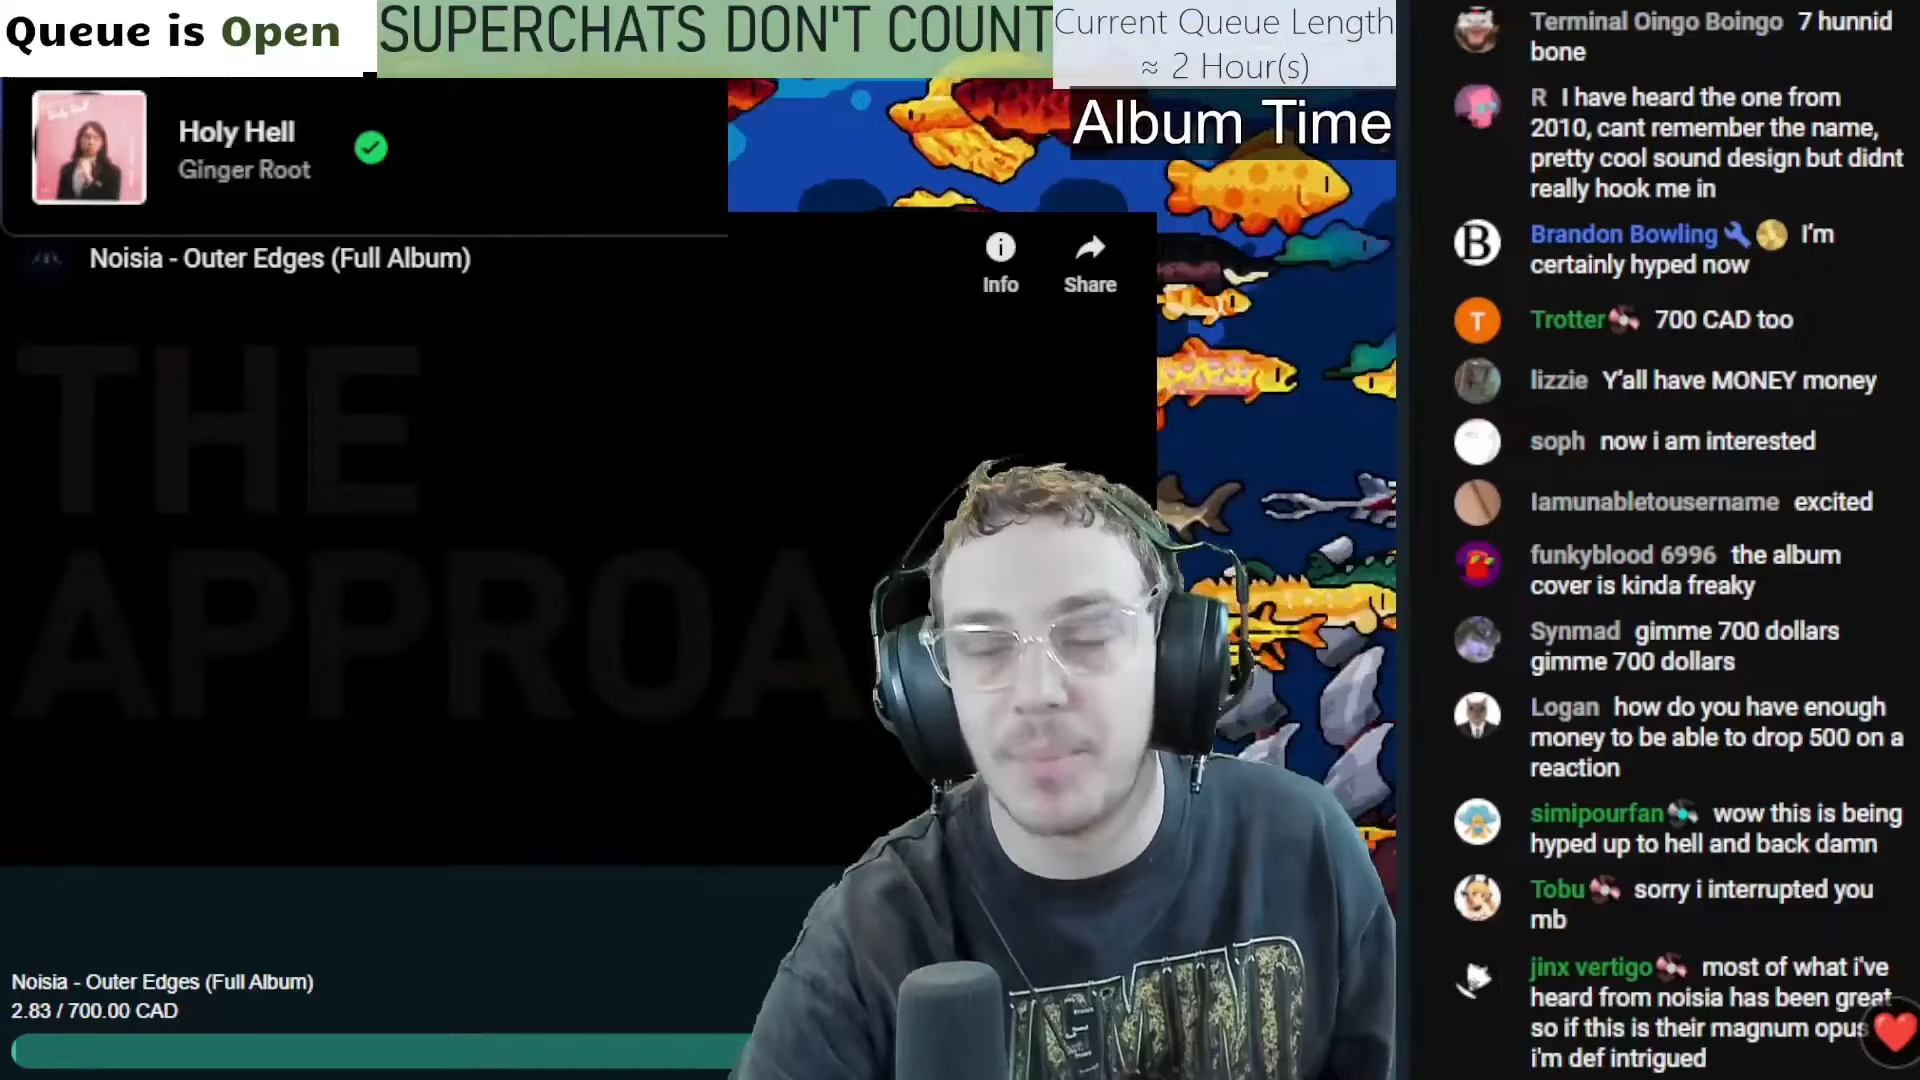 Queue is Open
SUPERCHATS DON'T COUNT
Current Queue Length
≈ 2 Hour(s)
Album Time
Holy Hell
Holy Hell
Ginger Root
Noisia - Outer Edges (Full Album)
Info
Share
THE
APPROA
Noisia - Outer Edges (Full Album)
2.83 / 700.00 CAD
Terminal Oingo Boingo 7 hunnid
bone
R I have heard the one from
2010, cant remember the name,
pretty cool sound design but didnt
really hook me in
B
Brandon Bowling I'm
certainly hyped now
T
Trotter 700 CAD too
lizzie Y'all have MONEY money
soph now i am interested
Iamunabletousername excited
funkyblood 6996 the album
cover is kinda freaky
Synmad gimme 700 dollars
gimme 700 dollars
Logan how do you have enough
money to be able to drop 500 on a
reaction
simipourfan wow this is being
hyped up to hell and back damn
Tobu sorry i interrupted you
mb
jinx vertigo most of what i've
heard from noisia has been great
so if this is their magnum opus
i'm def intrigued